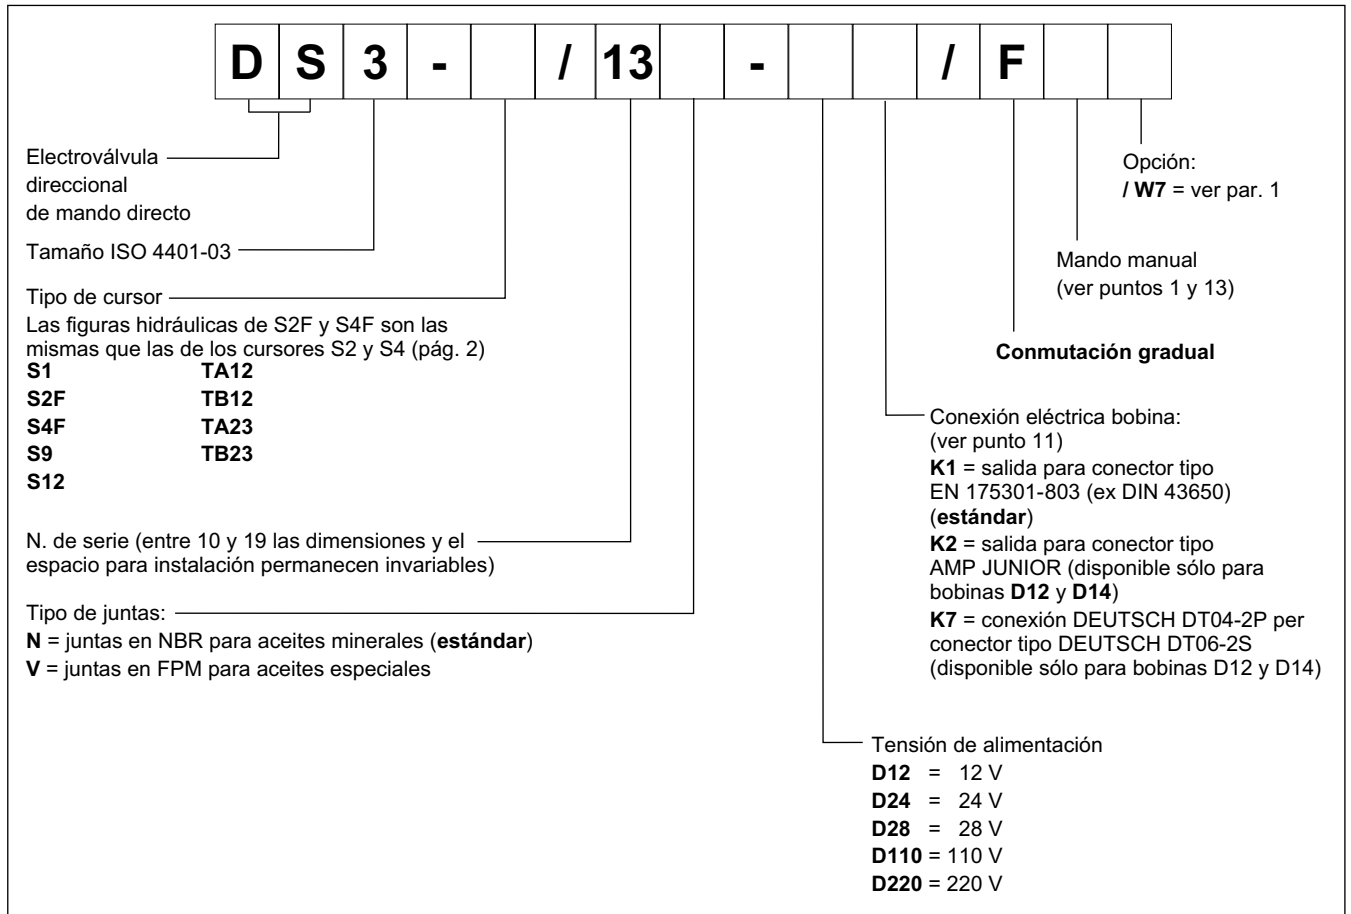 D S 3 - / 13 - / F
Electroválvula
direccional
de mando directo
Tamaño ISO 4401-03
Tipo de cursor
Las figuras hidráulicas de S2F y S4F son las
mismas que las de los cursores S2 y S4 (pág. 2)
S1 TA12
S2F TB12
S4F TA23
S9 TB23
S12
N. de serie (entre 10 y 19 las dimensiones y el
espacio para instalación permanecen invariables)
Tipo de juntas:
N = juntas en NBR para aceites minerales (estándar)
V = juntas en FPM para aceites especiales
Opción:
/ W7 = ver par. 1
Mando manual
(ver puntos 1 y 13)
Conmutación gradual
Conexión eléctrica bobina:
(ver punto 11)
K1 = salida para conector tipo
EN 175301-803 (ex DIN 43650)
(estándar)
K2 = salida para conector tipo
AMP JUNIOR (disponible sólo para
bobinas D12 y D14)
K7 = conexión DEUTSCH DT04-2P per
conector tipo DEUTSCH DT06-2S
(disponible sólo para bobinas D12 y D14)
Tensión de alimentación
D12 = 12 V
D24 = 24 V
D28 = 28 V
D110 = 110 V
D220 = 220 V